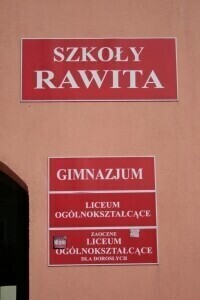 SZKOŁY
RAWITA
GIMNAZJUM
LICEUM
OGÓLNOKSZTAŁCĄCE
ZAOCZNE
LICEUM
OGÓLNOKSZTAŁCĄCE
DLA DOROSŁYCH